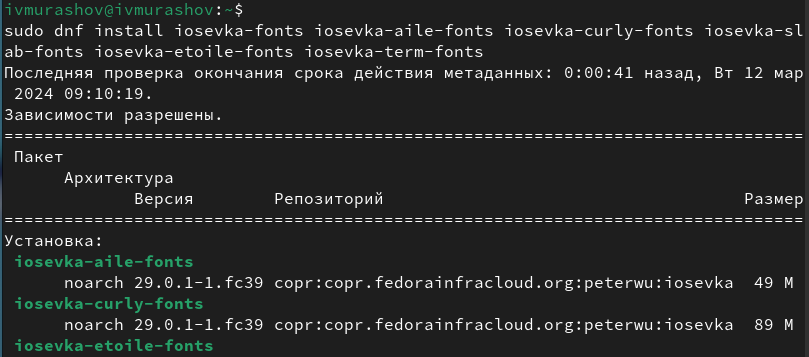 ivmurashov@ivmurashov:~$
sudo dnf install iosevka-fonts iosevka-aile-fonts iosevka-curly-fonts iosevka-sl
ab-fonts iosevka-etoile-fonts iosevka-term-fonts
Последняя проверка окончания срока действия метаданных: 0:00:41 назад, Вт 12 мар
 2024 09:10:19.
Зависимости разрешены.
================================================================================
 Пакет
      Архитектура
             Версия        Репозиторий                                    Размер
================================================================================
Установка:
 iosevka-aile-fonts
      noarch 29.0.1-1.fc39 copr:copr.fedorainfracloud.org:peterwu:iosevka  49 M
 iosevka-curly-fonts
      noarch 29.0.1-1.fc39 copr:copr.fedorainfracloud.org:peterwu:iosevka  89 M
 iosevka-etoile-fonts